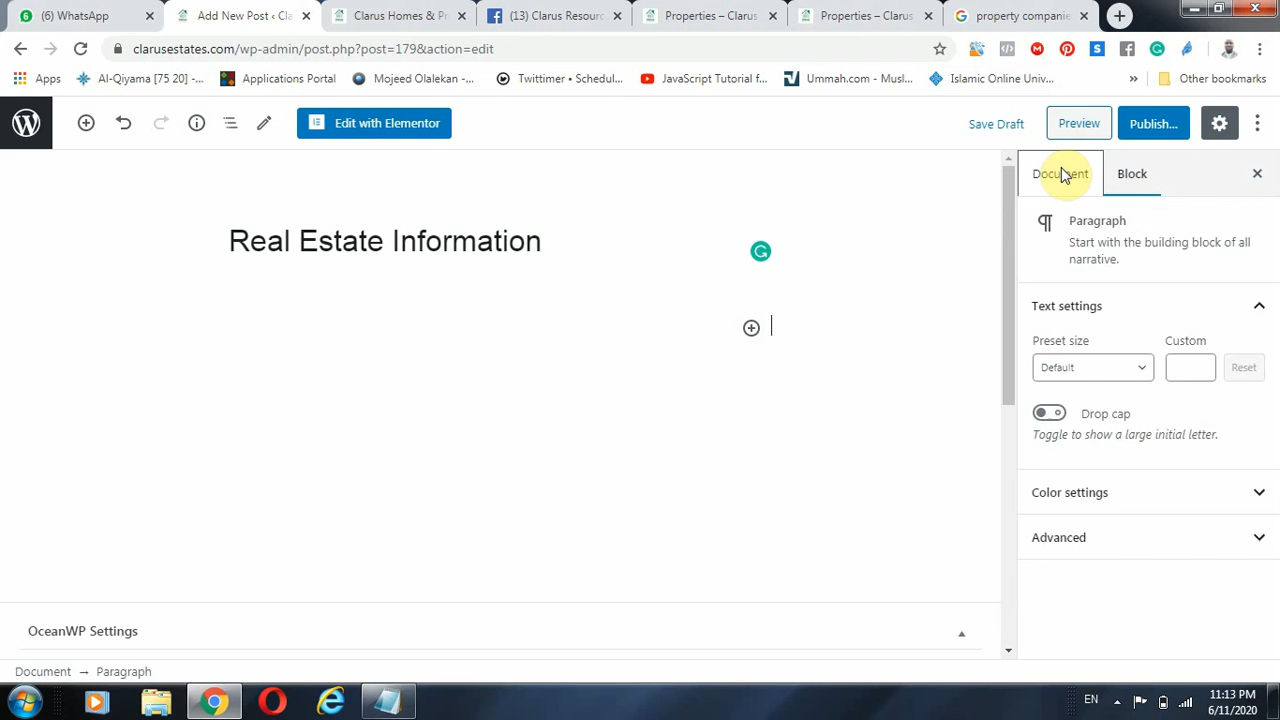 (6) WhatsApp
Add New Post ‹ Cla
Clarus Homes & Pr
(13) Clarus Resour
Properties – Clarus
Properties – Clarus
property companie
clarusestates.com/wp-admin/post.php?post=179&action=edit
Apps
Al-Qiyama [75 20] -...
Applications Portal
Mojeed Olalekan -...
Twittimer • Schedul...
JavaScript Tutorial f...
Ummah.com - Musl...
Islamic Online Univ...
»
Other bookmarks
Edit with Elementor
Save Draft
Preview
Publish...
Document
Block
Real Estate Information
Paragraph
Start with the building block of all
narrative.
Text settings
Preset size
Custom
Default
Reset
Drop cap
Toggle to show a large initial letter.
Color settings
Advanced
OceanWP Settings
Document → Paragraph
EN
11:13 PM
6/11/2020